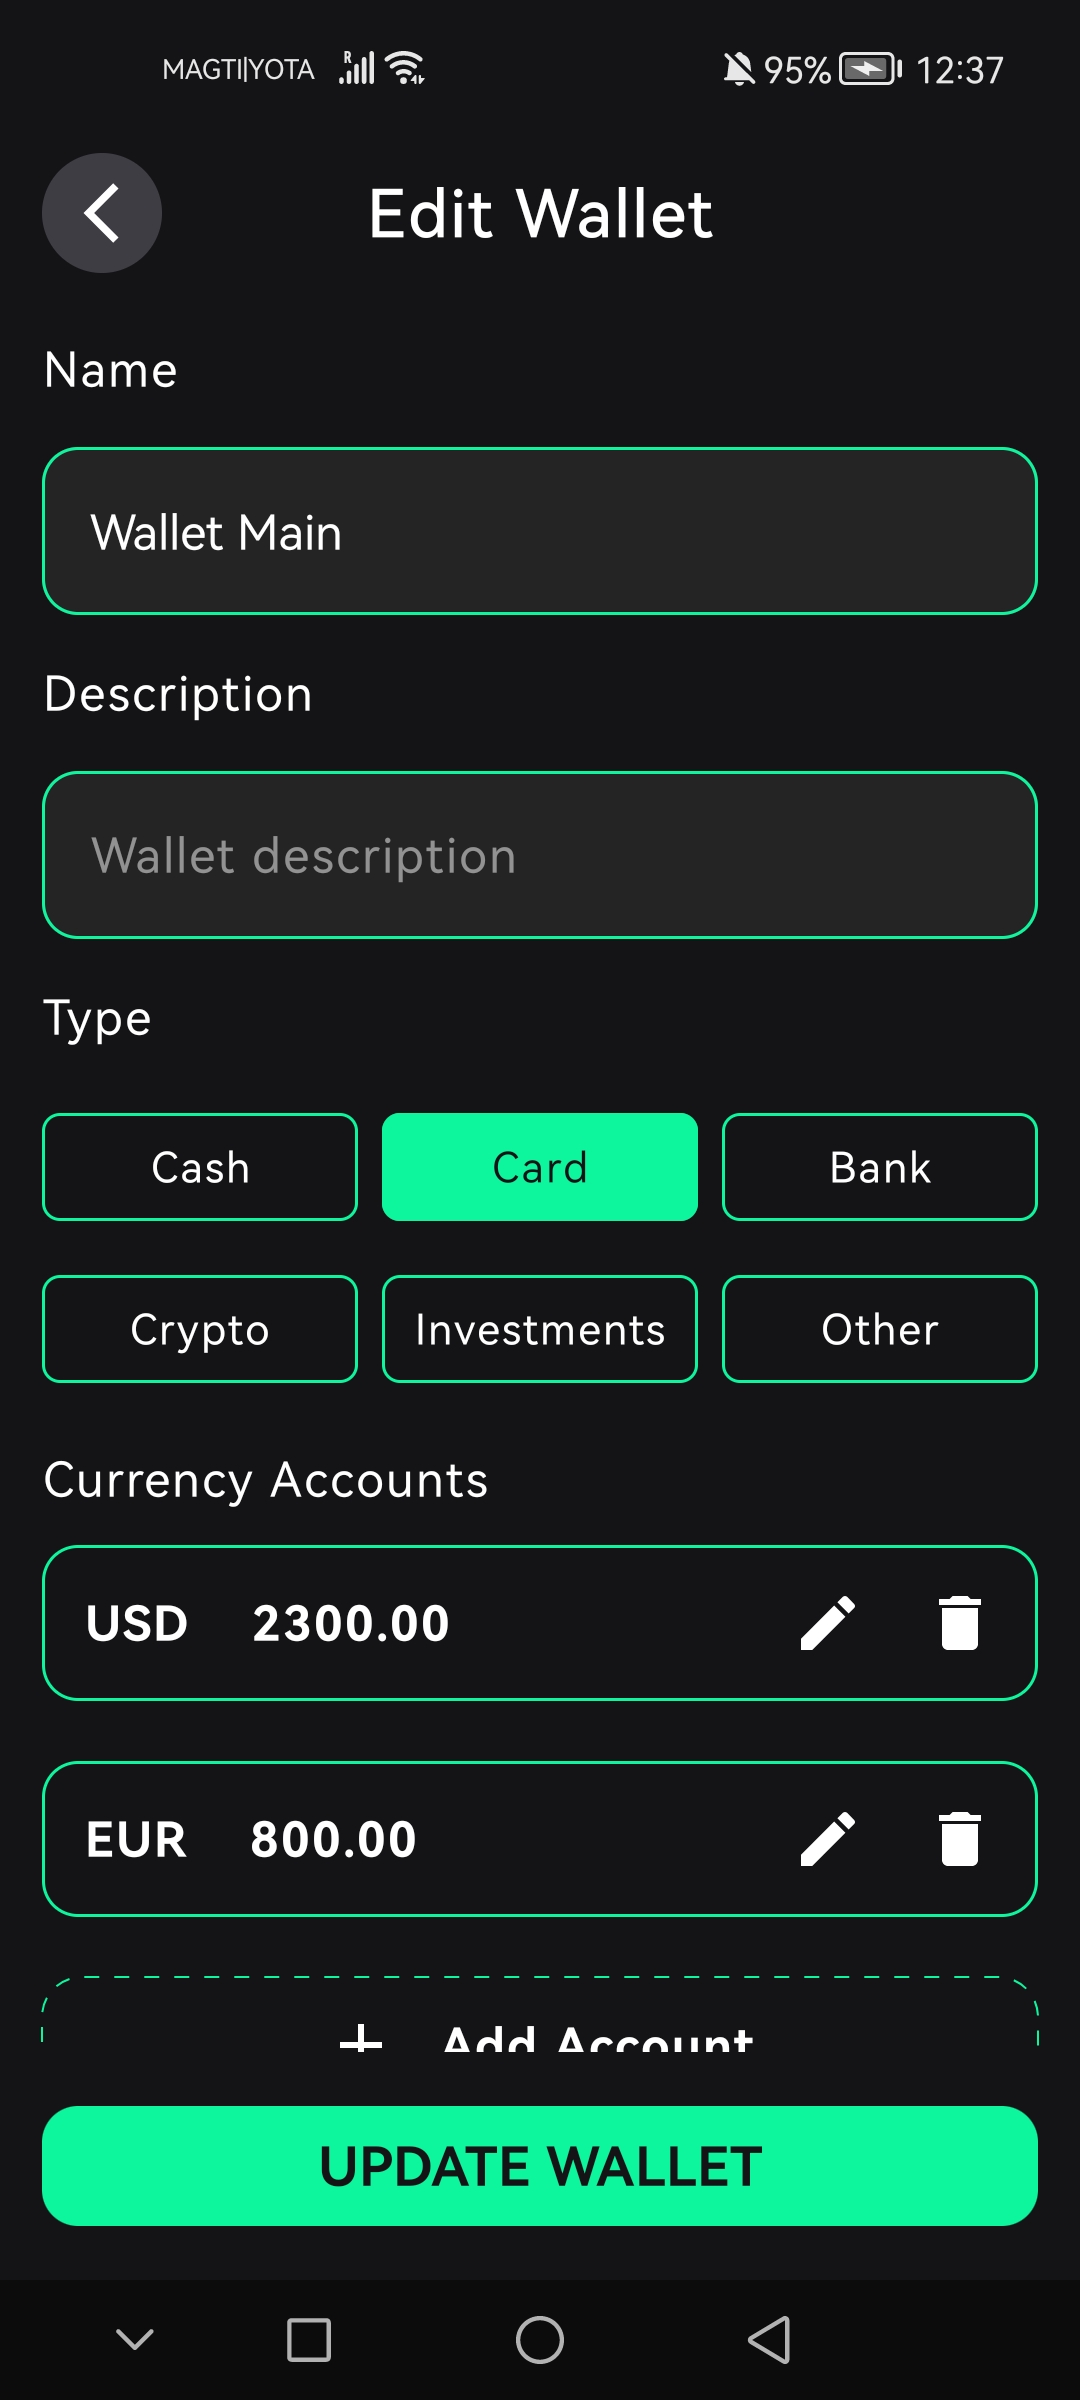 MAGTI|YOTA R 95% 12:37
Edit Wallet
Name
Wallet Main
Description
Wallet description
Type
Cash Card Bank
Crypto Investments Other
Currency Accounts
USD 2300.00
EUR 800.00
+ Add Account
UPDATE WALLET